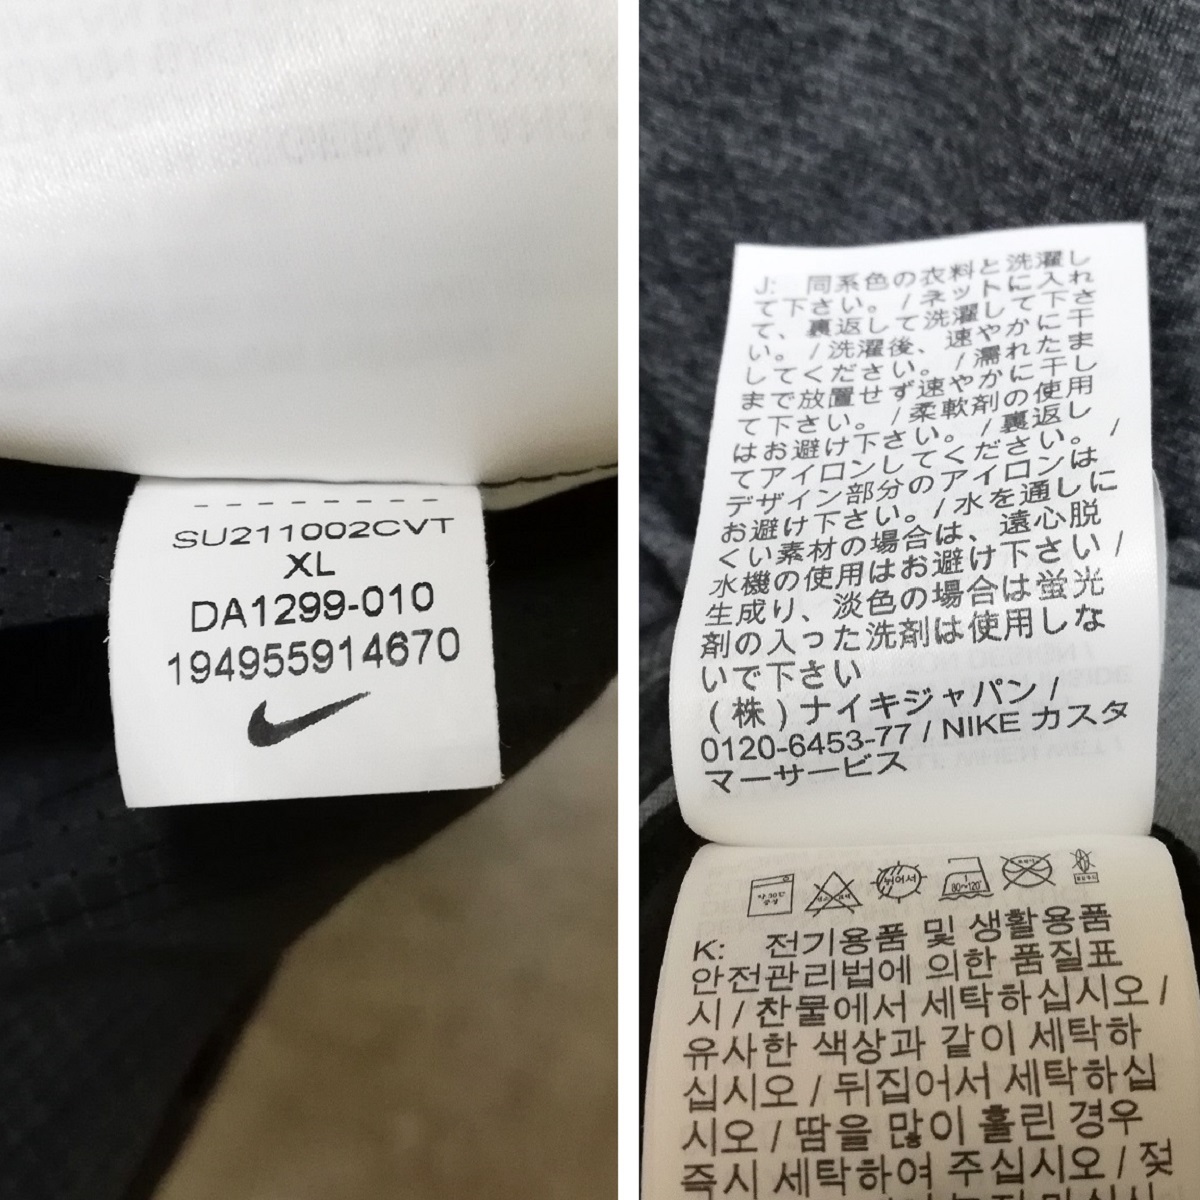 SU211002CVT
XL
DA1299-010
194955914670
J: 同系色の衣料と洗濯し
て下さい。 / ネットに入れ
て、裏返して洗濯して下さ
い。 / 洗濯後、速やかに干
してください。 / 濡れたま
まで放置せず速やかに干し
て下さい。 / 柔軟剤の使用
はお避け下さい。 / 裏返し
てアイロンしてください。 /
デザイン部分のアイロンは
お避け下さい。 / 水を通しに
くい素材の場合は、遠心脱
水機の使用はお避け下さい /
生成り、淡色の場合は蛍光
剤の入った洗剤は使用しな
いで下さい
(株)ナイキジャパン /
0120-6453-77 / NIKE カスタ
マーサービス
80~120°
K: 전기용품 및 생활용품
안전관리법에 의한 품질표
시 / 찬물에서 세탁하십시오 /
유사한 색상과 같이 세탁하
십시오 / 뒤집어서 세탁하십
시오 / 땀을 많이 흘린 경우
즉시 세탁하여 주십시오 / 젖